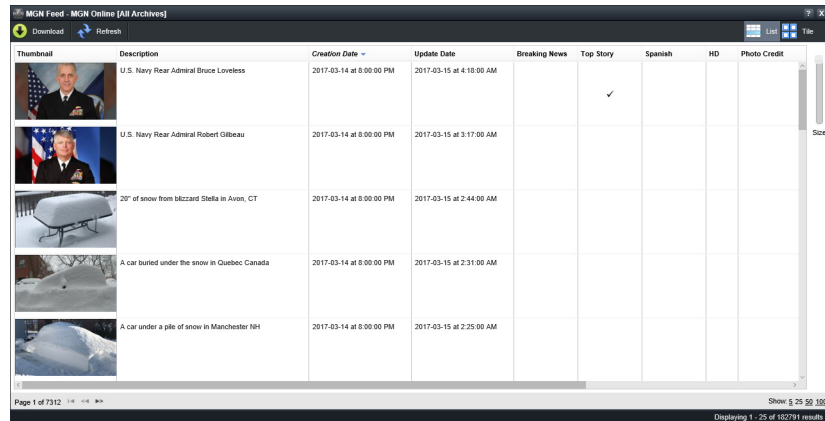 MGN Feed - MGN Online [All Archives] ? X
Download Refresh List Tile
Thumbnail Description Creation Date Update Date Breaking News Top Story Spanish HD Photo Credit
U.S. Navy Rear Admiral Bruce Loveless 2017-03-14 at 8:00:00 PM 2017-03-15 at 4:18:00 AM ✓
Size
U.S. Navy Rear Admiral Robert Gilbeau 2017-03-14 at 8:00:00 PM 2017-03-15 at 3:17:00 AM
20" of snow from blizzard Stella in Avon, CT 2017-03-14 at 8:00:00 PM 2017-03-15 at 2:44:00 AM
A car buried under the snow in Quebec Canada 2017-03-14 at 8:00:00 PM 2017-03-15 at 2:31:00 AM
A car under a pile of snow in Manchester NH 2017-03-14 at 8:00:00 PM 2017-03-15 at 2:25:00 AM
Page 1 of 7312 Show: 5 25 50 100
Displaying 1 - 25 of 182791 results